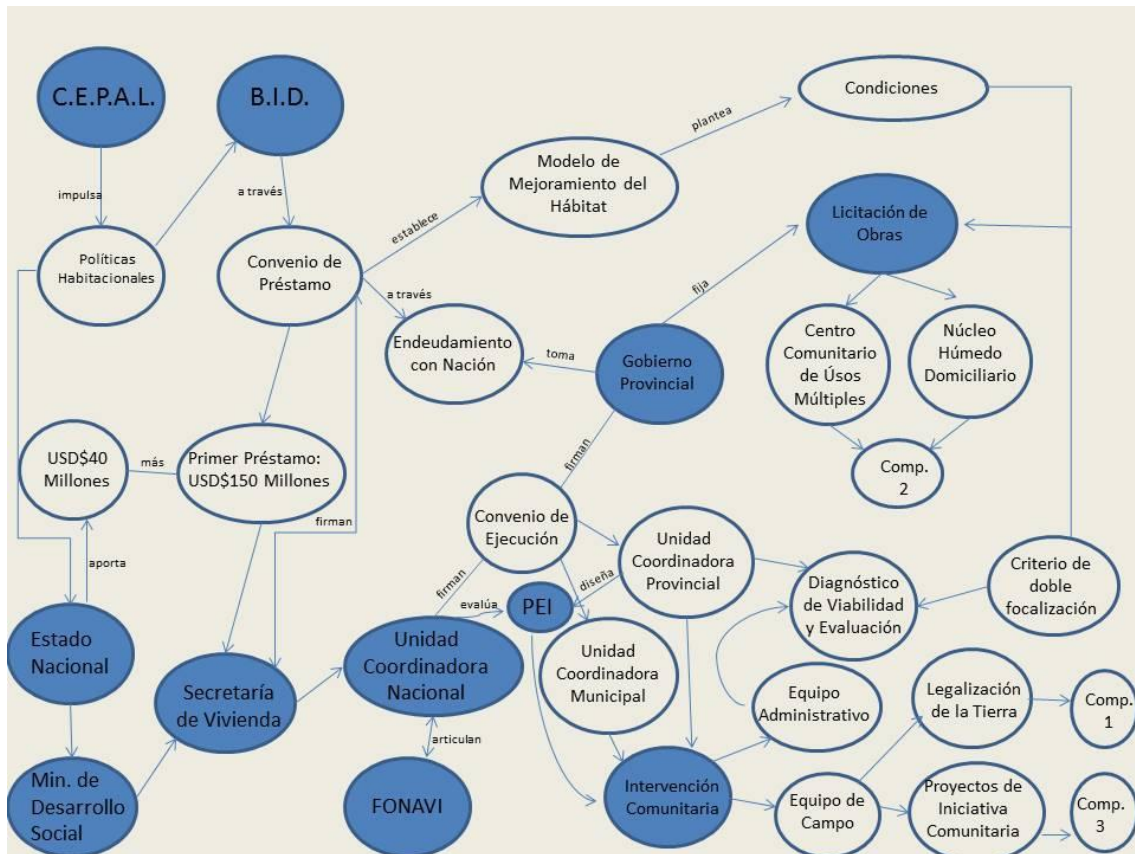 C.E.P.A.L.
B.I.D.
Condiciones
plantea
Modelo de
Mejoramiento del
Hábitat
impulsa
a través
Licitación de
Obras
establece
Políticas
Habitacionales
Convenio de
Préstamo
a través
fija
Endeudamiento
con Nación
toma
Gobierno
Provincial
Centro
Comunitario
de Úsos
Múltiples
Núcleo
Húmedo
Domiciliario
USD$40
Millones
más
Primer Préstamo:
USD$150 Millones
firman
Comp.
2
firman
Convenio de
Ejecución
Unidad
Coordinadora
Provincial
aporta
firman
diseña
Diagnóstico
de Viabilidad
y Evaluación
Criterio de
doble
focalización
evalúa
PEI
Estado
Nacional
Secretaría
de Vivienda
Unidad
Coordinadora
Nacional
Unidad
Coordinadora
Municipal
Equipo
Administrativo
Legalización
de la Tierra
Comp.
1
articulan
Min. de
Desarrollo
Social
FONAVI
Intervención
Comunitaria
Equipo de
Campo
Proyectos de
Iniciativa
Comunitaria
Comp.
3